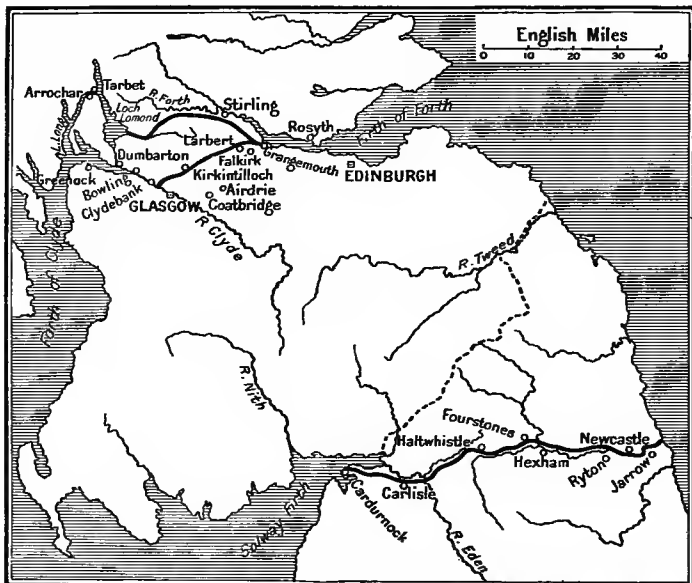 English Miles
0 10 20 30 40
Arrochar
Tarbet
Loch
Lomond
R. Forth
Stirling
Rosyth
Firth of Forth
L. Long
Larbert
Falkirk
Grangemouth
EDINBURGH
Dumbarton
Kirkintilloch
Greenock
Bowling
Clydebank
Airdrie
Coatbridge
GLASGOW
R. Clyde
Firth of Clyde
R. Tweed
R. Nith
Fourstones
Haltwhistle
Newcastle
Hexham
Ryton
Jarrow
Carlisle
Cardurnock
Solway Firth
R. Eden